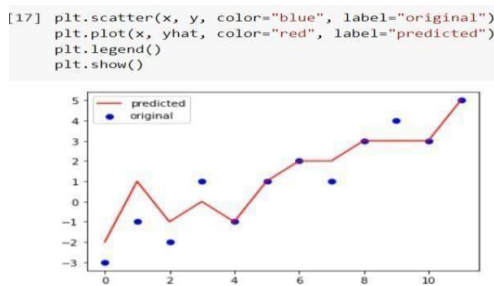 [17] plt.scatter(x, y, color="blue", label="original")
plt.plot(x, yhat, color="red", label="predicted")
plt.legend()
plt.show()
predicted
original
5
4
3
2
1
0
−1
−2
−3
0 2 4 6 8 10